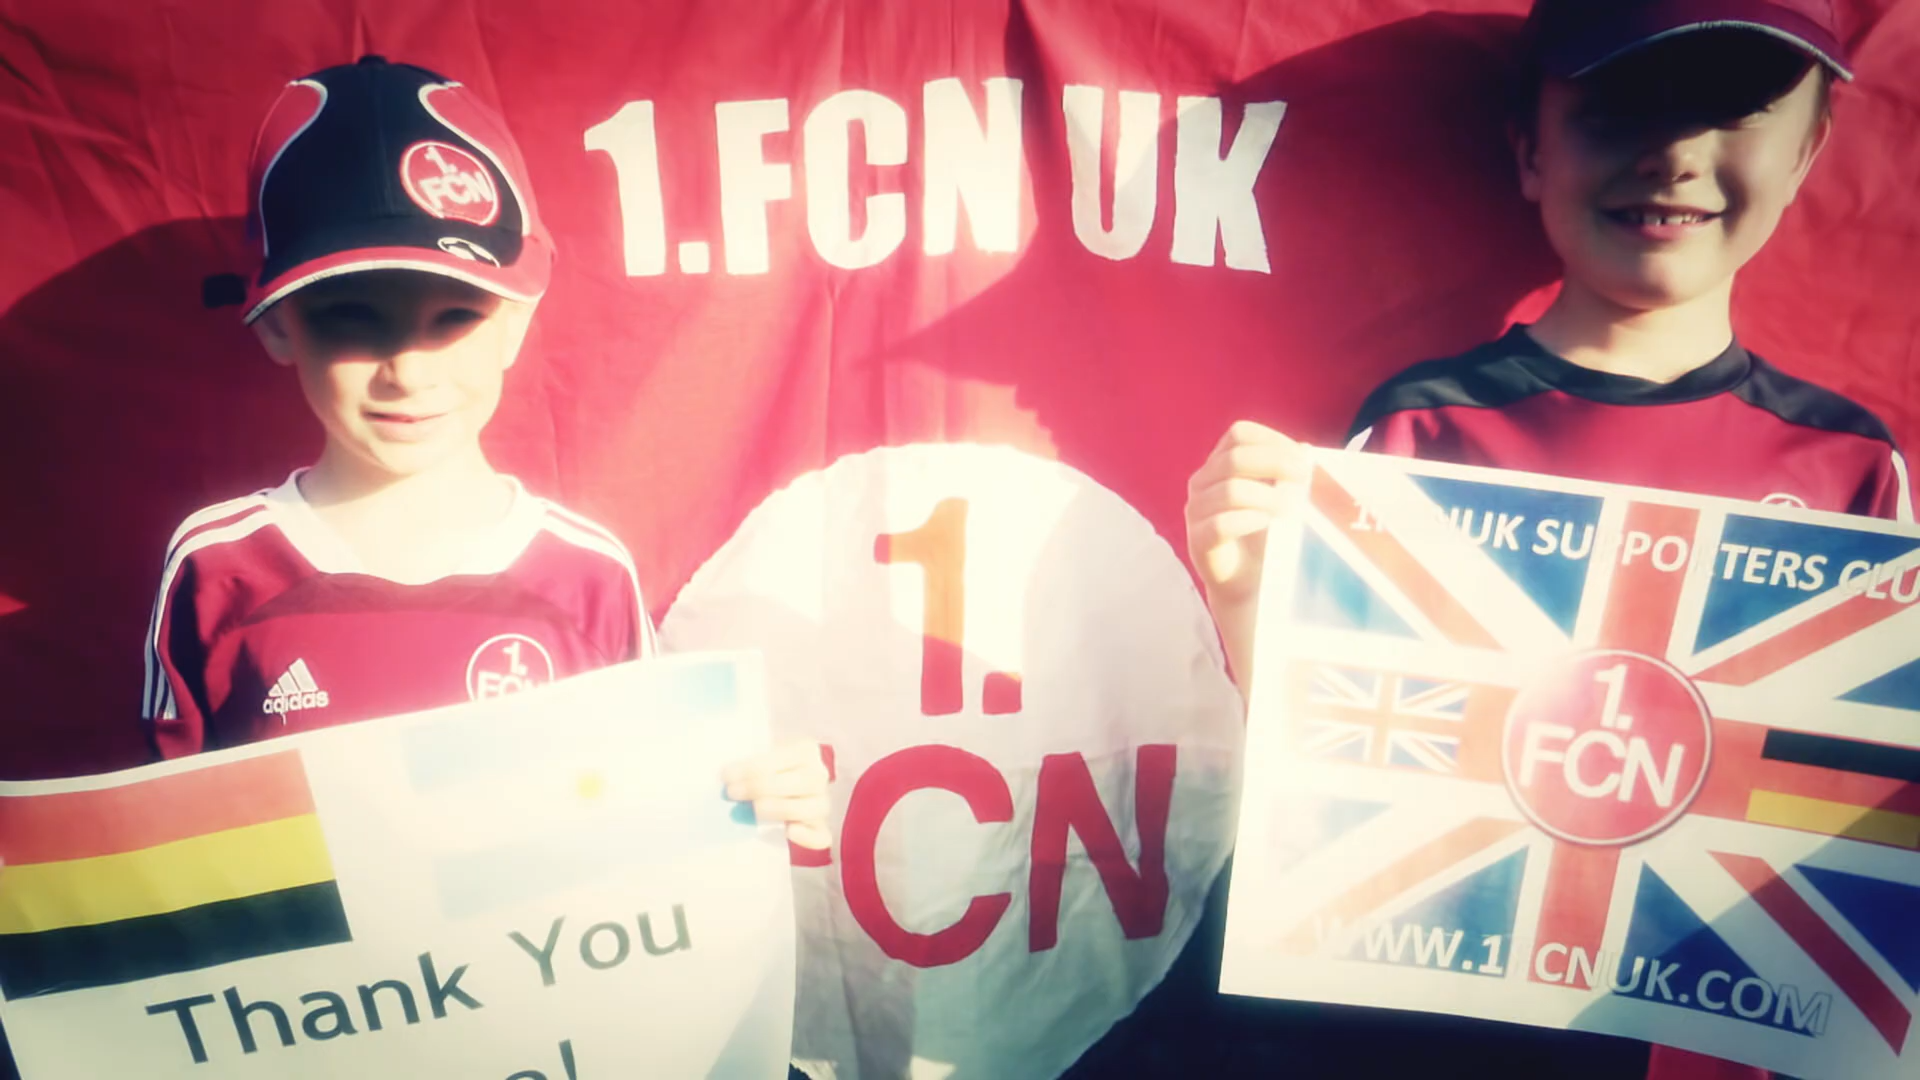 1.FCN UK
1.
FCN
1.
FCN
adidas
1.
FCN
Thank You
1FCNUK SUPPORTERS CLU
1.
FCN
WWW.1FCNUK.COM